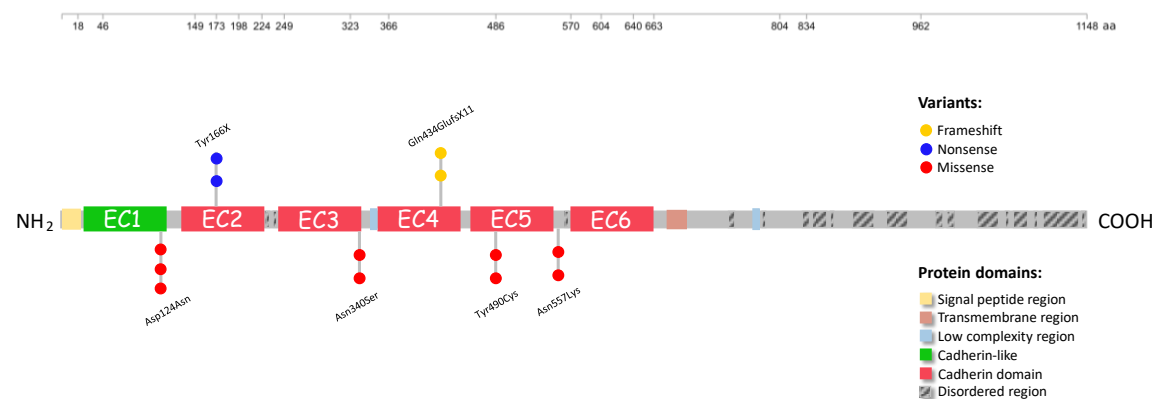 18 46 149 173 198 224 249 323 366 486 570 604 640 663 804 834 962 1148 aa
Variants:
Frameshift
Nonsense
Missense
Tyr166X
Gln434GlufsX11
NH2 EC1 EC2 EC3 EC4 EC5 EC6 COOH
Asp124Asn
Asn340Ser
Tyr490Cys
Asn557Lys
Protein domains:
Signal peptide region
Transmembrane region
Low complexity region
Cadherin-like
Cadherin domain
Disordered region